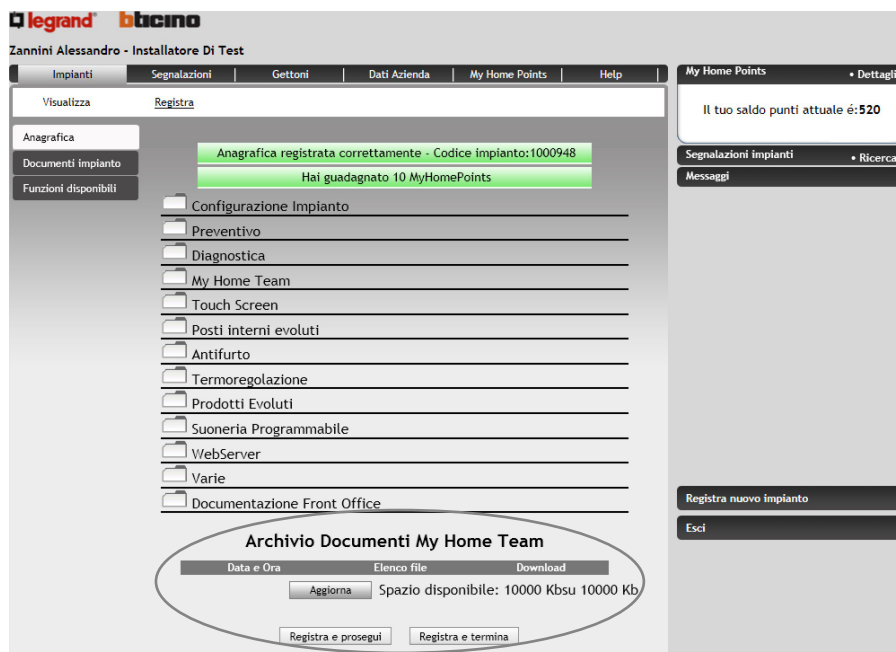 legrand bticino
Zannini Alessandro - Installatore Di Test
Impianti Segnalazioni Gettoni Dati Azienda My Home Points Help
Visualizza Registra
Anagrafica
Documenti impianto
Funzioni disponibili
Anagrafica registrata correttamente - Codice impianto:1000948
Hai guadagnato 10 MyHomePoints
Configurazione Impianto
Preventivo
Diagnostica
My Home Team
Touch Screen
Posti interni evoluti
Antifurto
Termoregolazione
Prodotti Evoluti
Suoneria Programmabile
WebServer
Varie
Documentazione Front Office
Archivio Documenti My Home Team
Data e Ora Elenco file Download
Aggiorna Spazio disponibile: 10000 Kbsu 10000 Kb
Registra e prosegui Registra e termina
My Home Points • Dettagli
Il tuo saldo punti attuale é:520
Segnalazioni impianti • Ricerca
Messaggi
Registra nuovo impianto
Esci